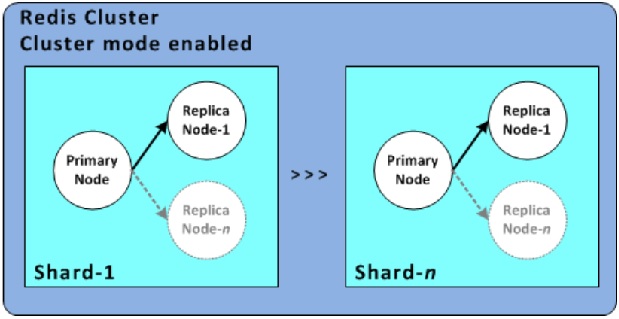 Redis Cluster
Cluster mode enabled
Replica
Node-1
Primary
Node
Replica
Node-n
Shard-1
> > >
Replica
Node-1
Primary
Node
Replica
Node-n
Shard-n